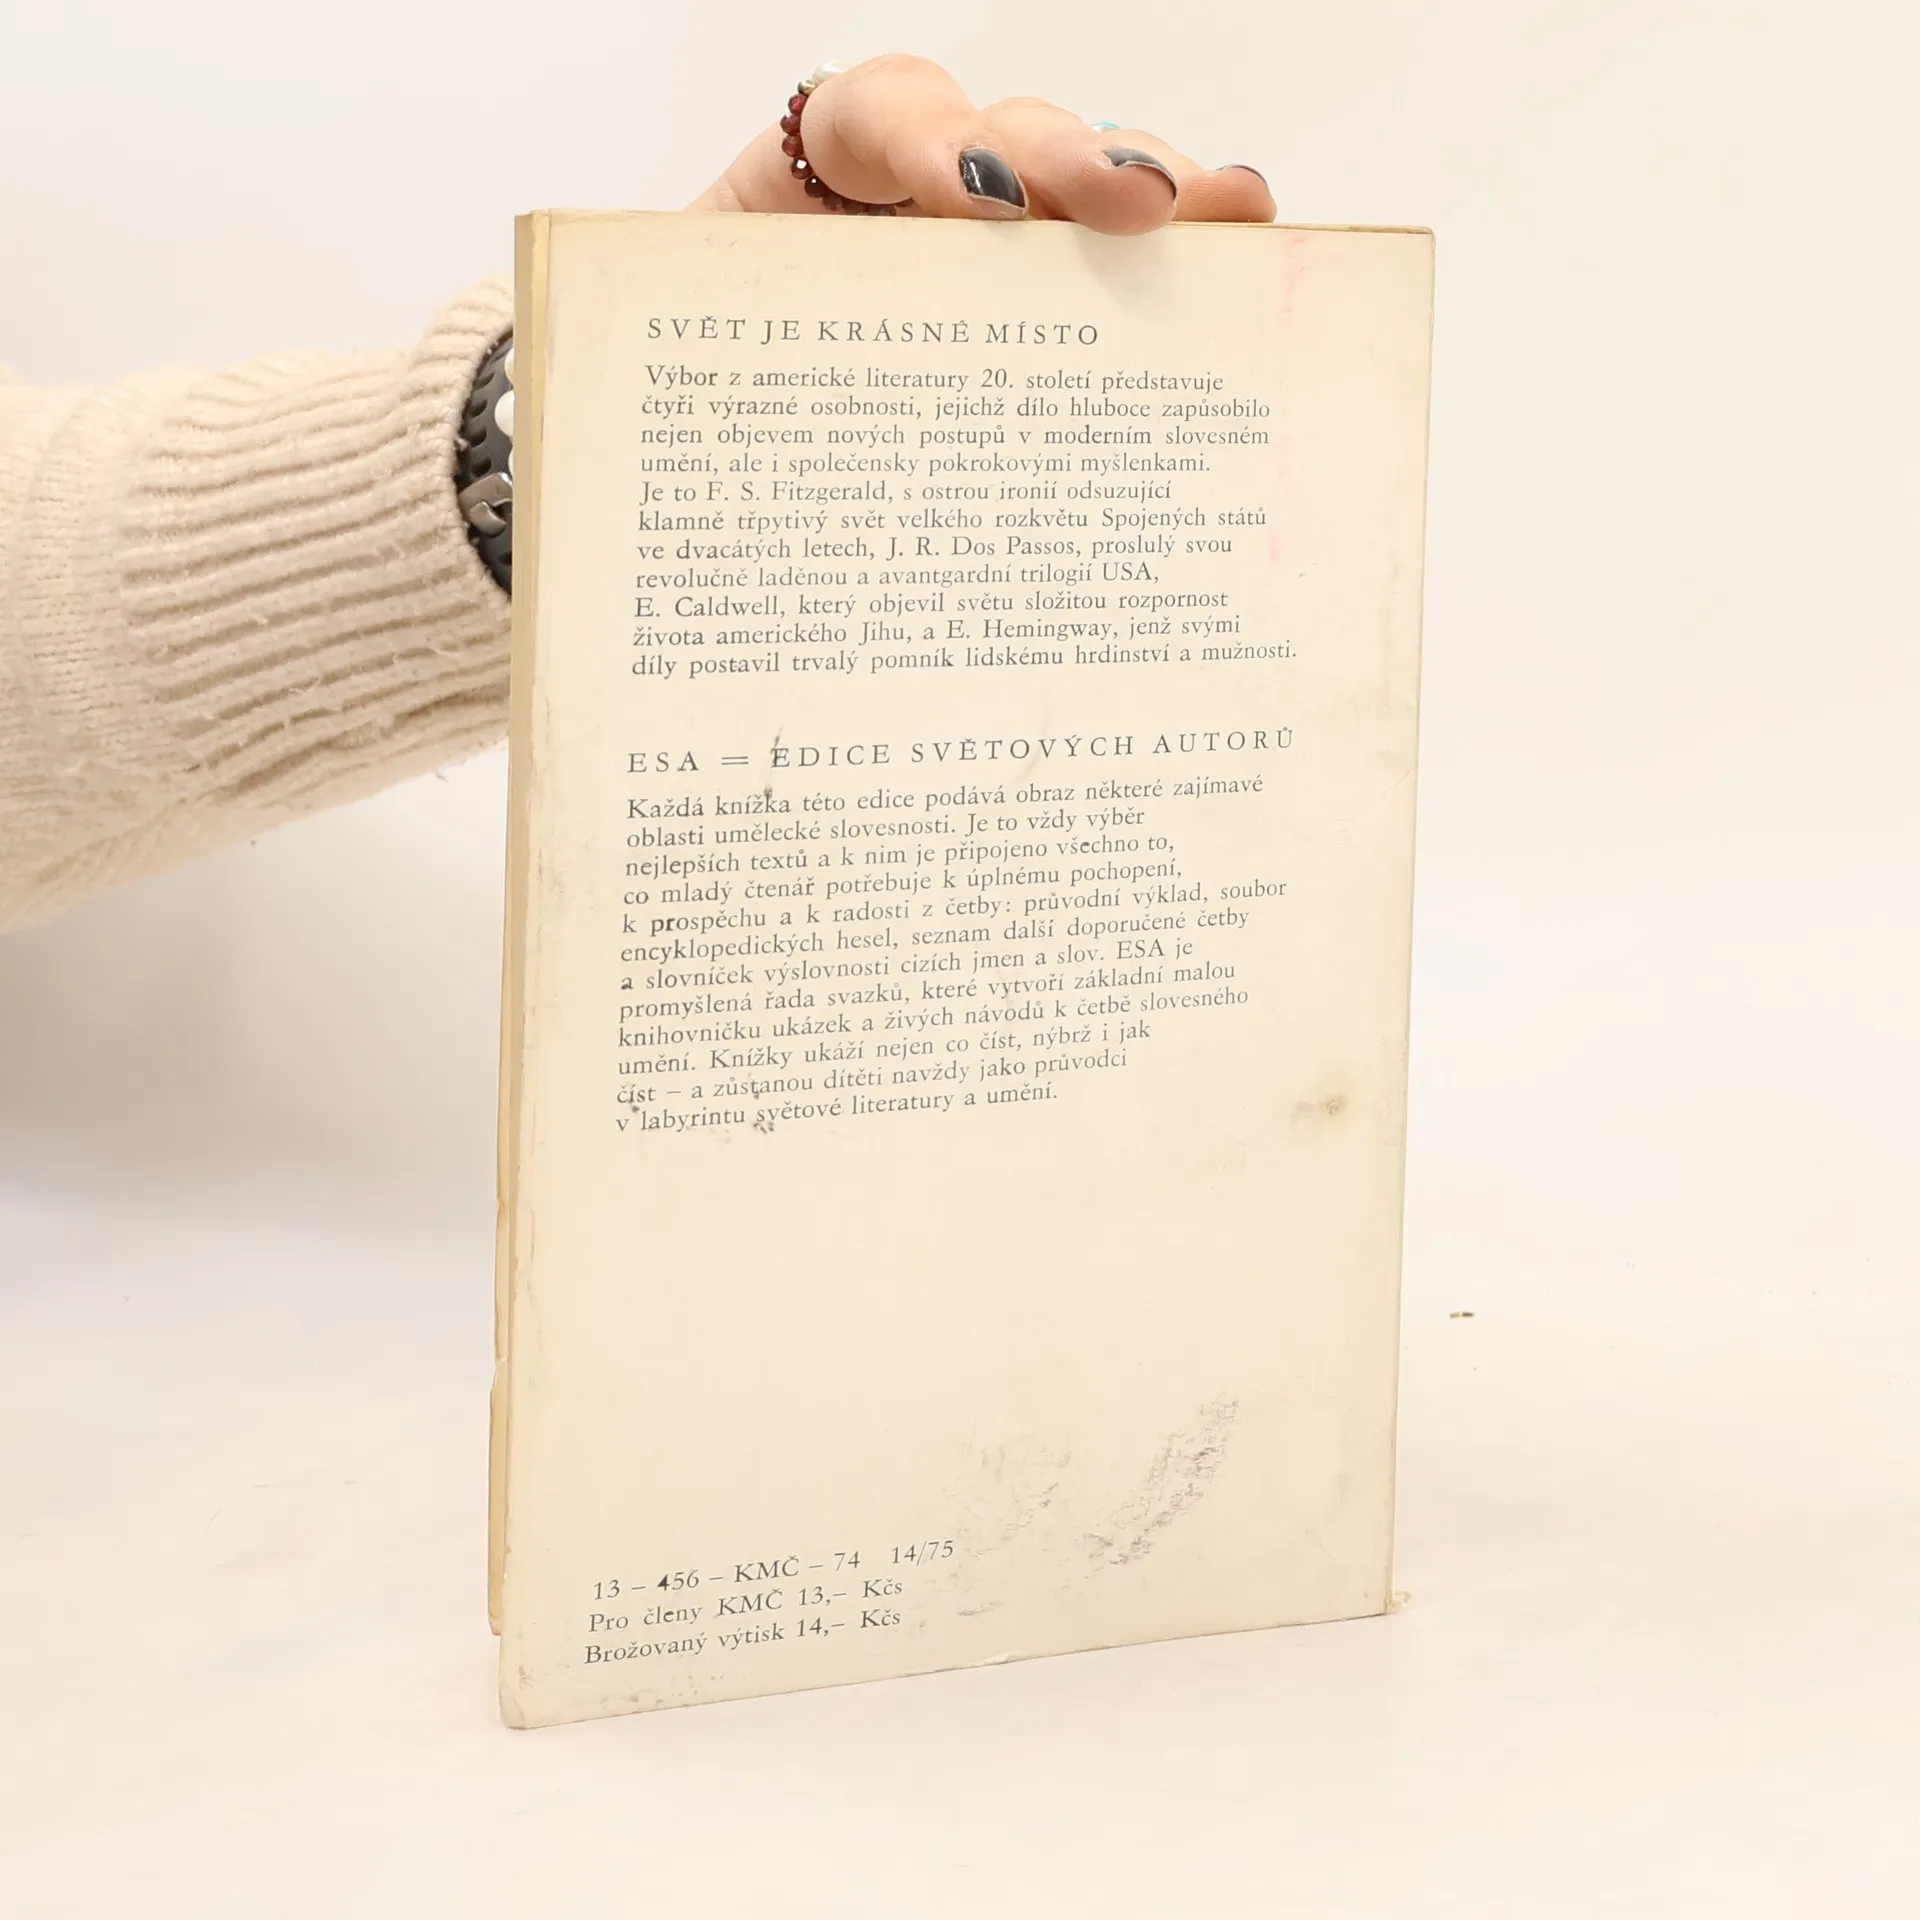 SVĚT JE KRÁSNÉ MÍSTO
Výbor z americké literatury 20. století představuje
čtyři výrazné osobnosti, jejichž dílo hluboce zapůsobilo
nejen objevem nových postupů v moderním slovesném
umění, ale i společensky pokrokovými myšlenkami.
Je to F. S. Fitzgerald, s ostrou ironií odsuzující
klamně třpytivý svět velkého rozkvětu Spojených států
ve dvacátých letech, J. R. Dos Passos, proslulý svou
revolučně laděnou a avantgardní trilogií USA,
E. Caldwell, který objevil světu složitou rozpornost
života amerického Jihu, a E. Hemingway, jenž svými
díly postavil trvalý pomník lidskému hrdinství a mužnosti.
ESA = EDICE SVĚTOVÝCH AUTORŮ
Každá knížka této edice podává obraz některé zajímavé
oblasti umělecké slovesnosti. Je to vždy výběr
nejlepších textů a k nim je připojeno všechno to,
co mladý čtenář potřebuje k úplnému pochopení,
k prospěchu a k radosti z četby: průvodní výklad, soubor
encyklopedických hesel, seznam další doporučené četby
a slovníček výslovnosti cizích jmen a slov. ESA je
promyšlená řada svazků, které vytvoří základní malou
knihovničku ukázek a živých návodů k četbě slovesného
umění. Knížky ukáží nejen co číst, nýbrž i jak
číst – a zůstanou dítěti navždy jako průvodci
v labyrintu světové literatury a umění.
13 – 456 – KMČ – 74 14/75
Pro členy KMČ 13,– Kčs
Brožovaný výtisk 14,– Kčs